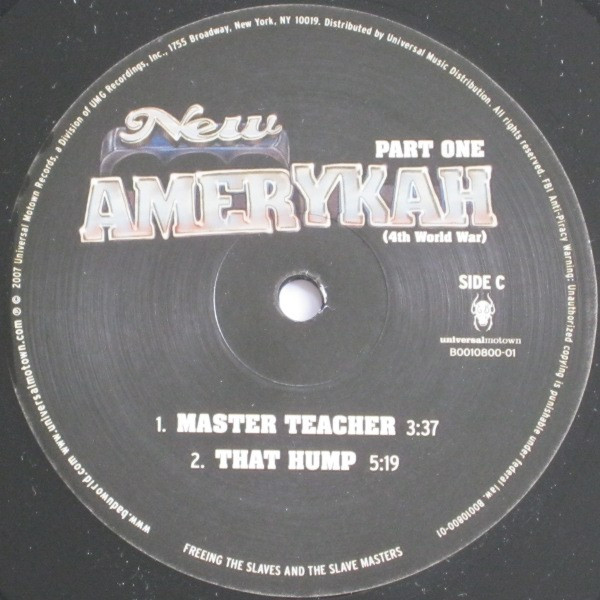 New
AMERYKAH
PART ONE
(4th World War)
SIDE C
universalmotown
B0010800-01
1. MASTER TEACHER 3:37
2. THAT HUMP 5:19
FREEING THE SLAVES AND THE SLAVE MASTERS
www.baduworld.com www.universalmotown.com ℗ © 2007 Universal Motown Records, a Division of UMG Recordings, Inc., 1755 Broadway, New York, NY 10019. Distributed by Universal Music Distribution. All rights reserved. FBI Anti-Piracy Warning: Unauthorized copying is punishable under federal law. B0010800-01